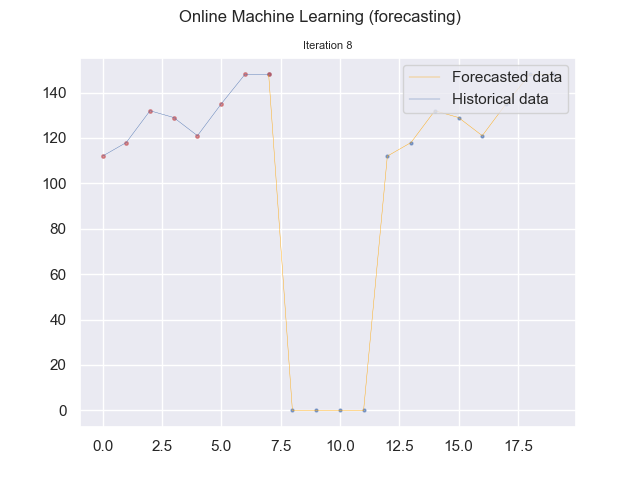 Online Machine Learning (forecasting)
Iteration 8
Forecasted data
Historical data
140
120
100
80
60
40
20
0
0.0 2.5 5.0 7.5 10.0 12.5 15.0 17.5